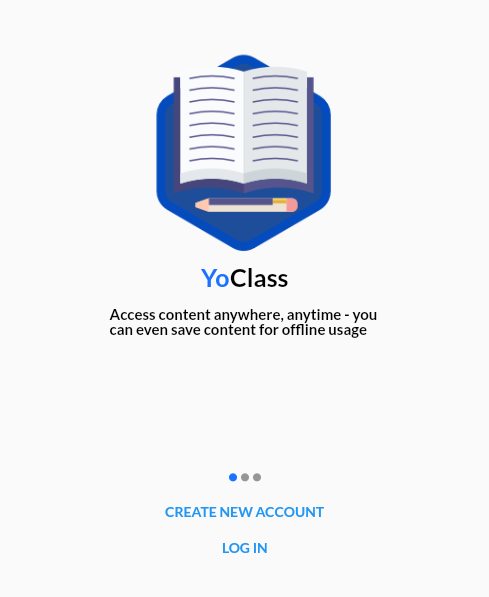 YoClass
Access content anywhere, anytime - you
can even save content for offline usage
CREATE NEW ACCOUNT
LOG IN